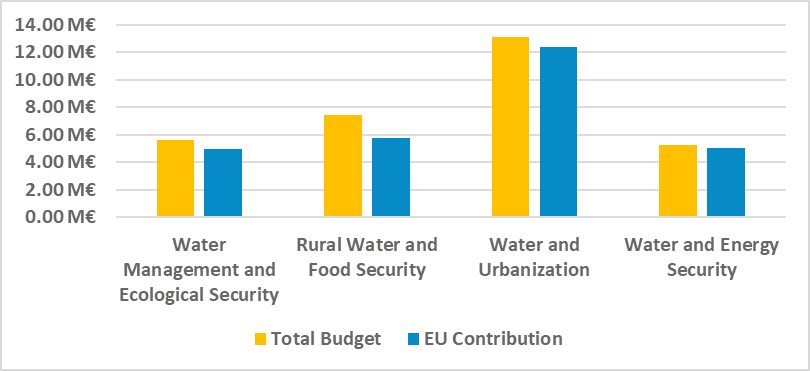 14.00 M€
12.00 M€
10.00 M€
8.00 M€
6.00 M€
4.00 M€
2.00 M€
0.00 M€
Water
Management and
Ecological Security
Rural Water and
Food Security
Water and
Urbanization
Water and Energy
Security
Total Budget
EU Contribution